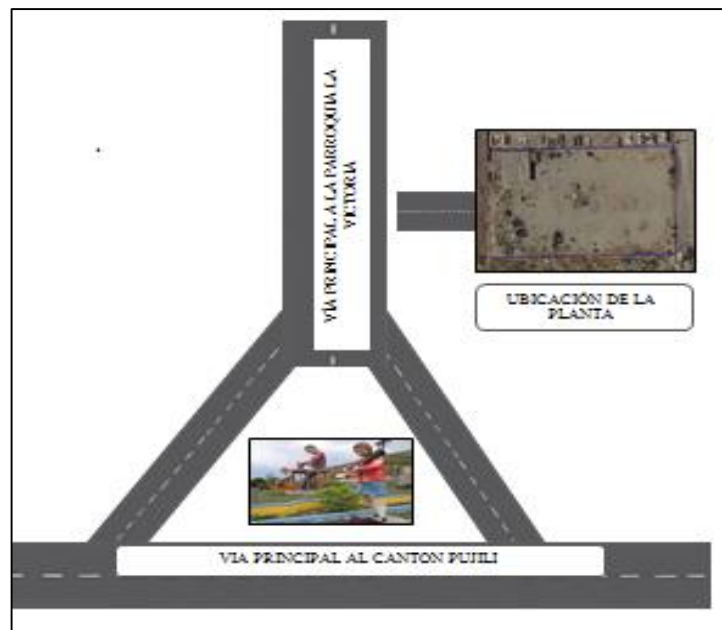 VÍA PRINCIPAL A LA PARROQUIA LA
VICTORIA
UBICACIÓN DE LA
PLANTA
VIA PRINCIPAL AL CANTON PUJILI